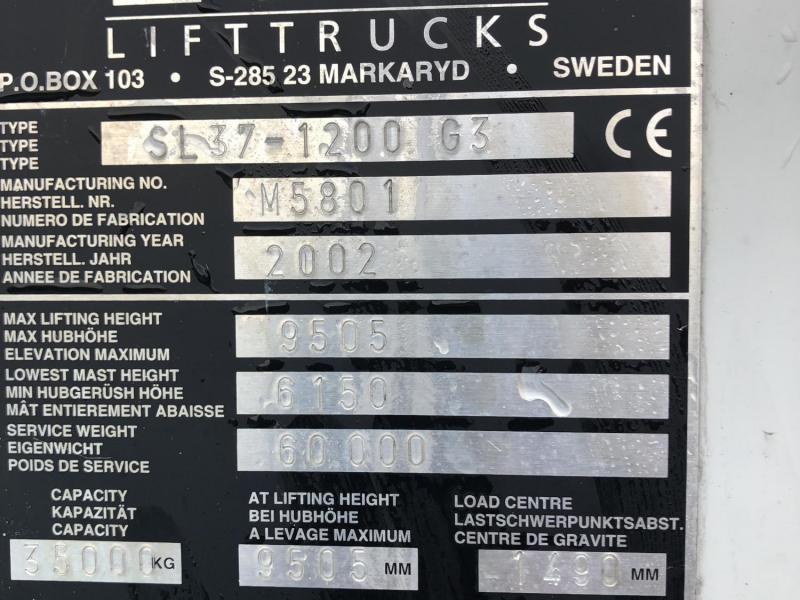 LIFTTRUCKS
P.O.BOX 103 • S-285 23 MARKARYD • SWEDEN
TYPE
TYPE
TYPE
SL37-1200 G3
CE
MANUFACTURING NO.
HERSTELL. NR.
NUMERO DE FABRICATION
M5801
MANUFACTURING YEAR
HERSTELL. JAHR
ANNEE DE FABRICATION
2002
MAX LIFTING HEIGHT
MAX HUBHÖHE
ELEVATION MAXIMUM
9505
LOWEST MAST HEIGHT
MIN HUBGERÜSH HÖHE
MÂT ENTIEREMENT ABAISSE
6150
SERVICE WEIGHT
EIGENWICHT
POIDS DE SERVICE
60000
CAPACITY
KAPAZITÄT
CAPACITY
35000 KG
AT LIFTING HEIGHT
BEI HUBHÖHE
A LEVAGE MAXIMUM
9505 MM
LOAD CENTRE
LASTSCHWERPUNKTSABST.
CENTRE DE GRAVITE
1490 MM